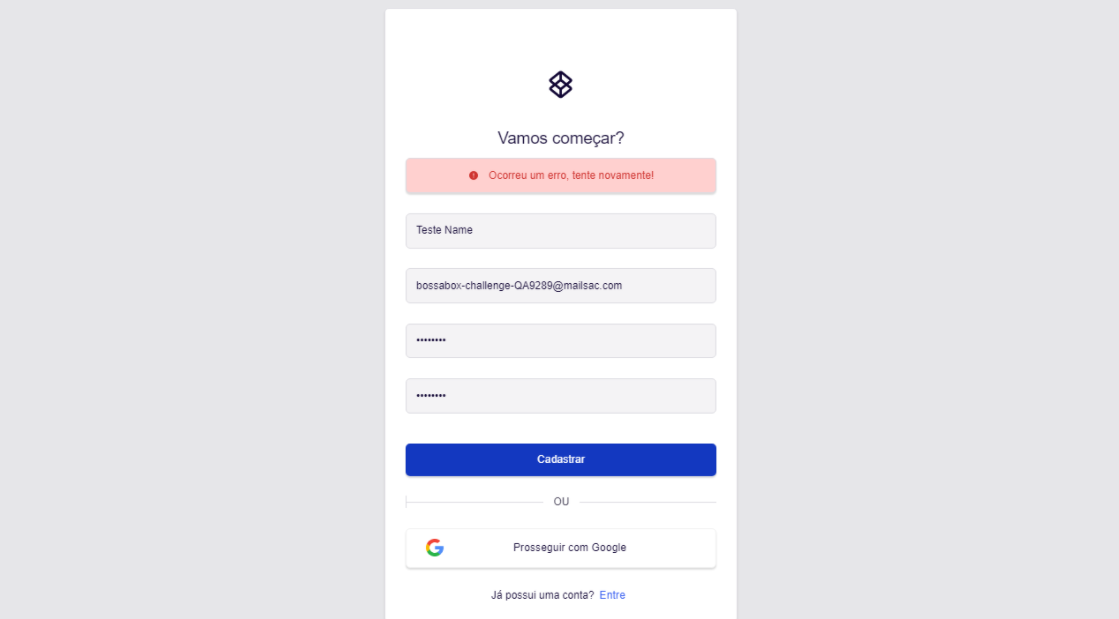 Vamos começar?
Ocorreu um erro, tente novamente!
Teste Name
bossabox-challenge-QA9289@mailsac.com
••••••••
••••••••
Cadastrar
OU
Prosseguir com Google
Já possui uma conta? Entre